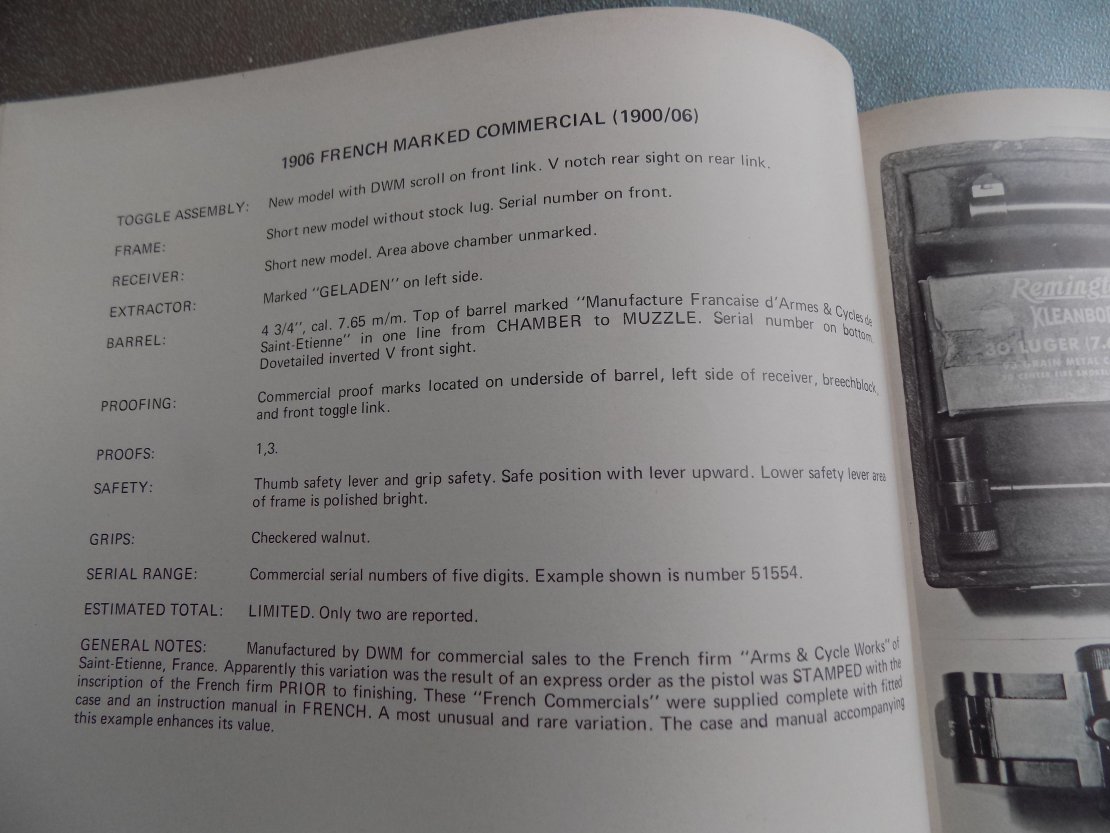 1906 FRENCH MARKED COMMERCIAL (1900/06)
TOGGLE ASSEMBLY: New model with DWM scroll on front link. V notch rear sight on rear link.
FRAME: Short new model without stock lug. Serial number on front.
RECEIVER: Short new model. Area above chamber unmarked.
EXTRACTOR: Marked "GELADEN" on left side.
BARREL: 4 3/4", cal. 7.65 m/m. Top of barrel marked "Manufacture Francaise d'Armes & Cycles de
Saint-Etienne" in one line from CHAMBER to MUZZLE. Serial number on bottom.
Dovetailed inverted V front sight.
PROOFING: Commercial proof marks located on underside of barrel, left side of receiver, breechblock,
and front toggle link.
PROOFS: 1,3.
SAFETY: Thumb safety lever and grip safety. Safe position with lever upward. Lower safety lever area
of frame is polished bright.
GRIPS: Checkered walnut.
SERIAL RANGE: Commercial serial numbers of five digits. Example shown is number 51554.
ESTIMATED TOTAL: LIMITED. Only two are reported.
GENERAL NOTES: Manufactured by DWM for commercial sales to the French firm "Arms & Cycle Works" of
Saint-Etienne, France. Apparently this variation was the result of an express order as the pistol was STAMPED with the
inscription of the French firm PRIOR to finishing. These "French Commercials" were supplied complete with fitted
case and an instruction manual in FRENCH. A most unusual and rare variation. The case and manual accompanying
this example enhances its value.
LUGER (7.
GRAIN METAL
CENTER FIRE